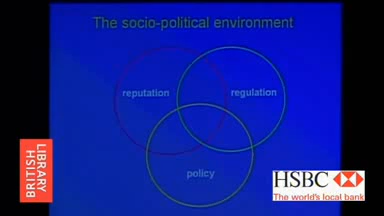 The socio-political environment
reputation
regulation
policy
BRITISH
LIBRARY
HSBC
The world's local bank